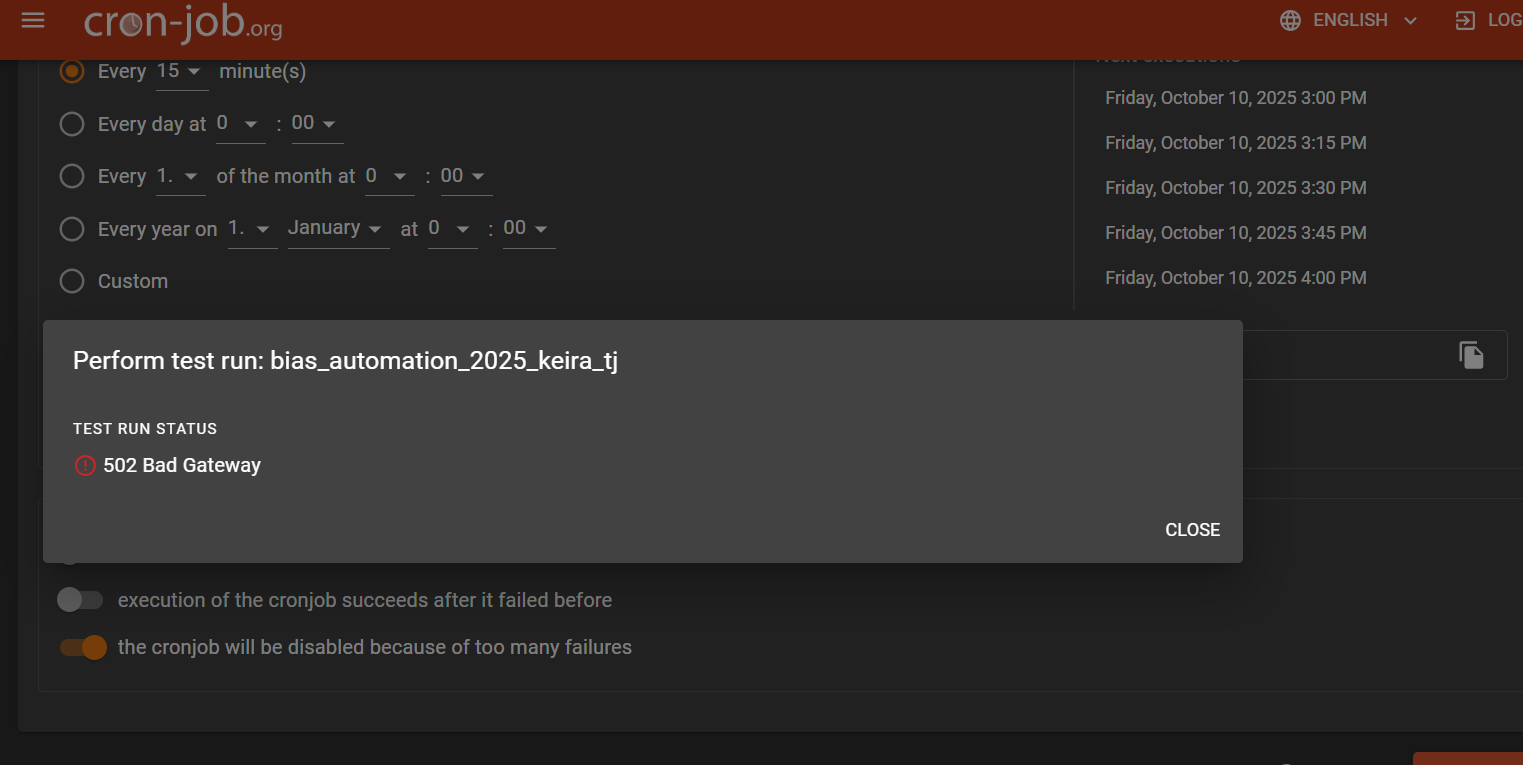 cron-job.org
ENGLISH
LOG
Every 15 minute(s)
Every day at 0 : 00
Every 1. of the month at 0 : 00
Every year on 1. January at 0 : 00
Custom
Next executions
Friday, October 10, 2025 3:00 PM
Friday, October 10, 2025 3:15 PM
Friday, October 10, 2025 3:30 PM
Friday, October 10, 2025 3:45 PM
Friday, October 10, 2025 4:00 PM
Perform test run: bias_automation_2025_keira_tj
TEST RUN STATUS
502 Bad Gateway
CLOSE
execution of the cronjob succeeds after it failed before
the cronjob will be disabled because of too many failures